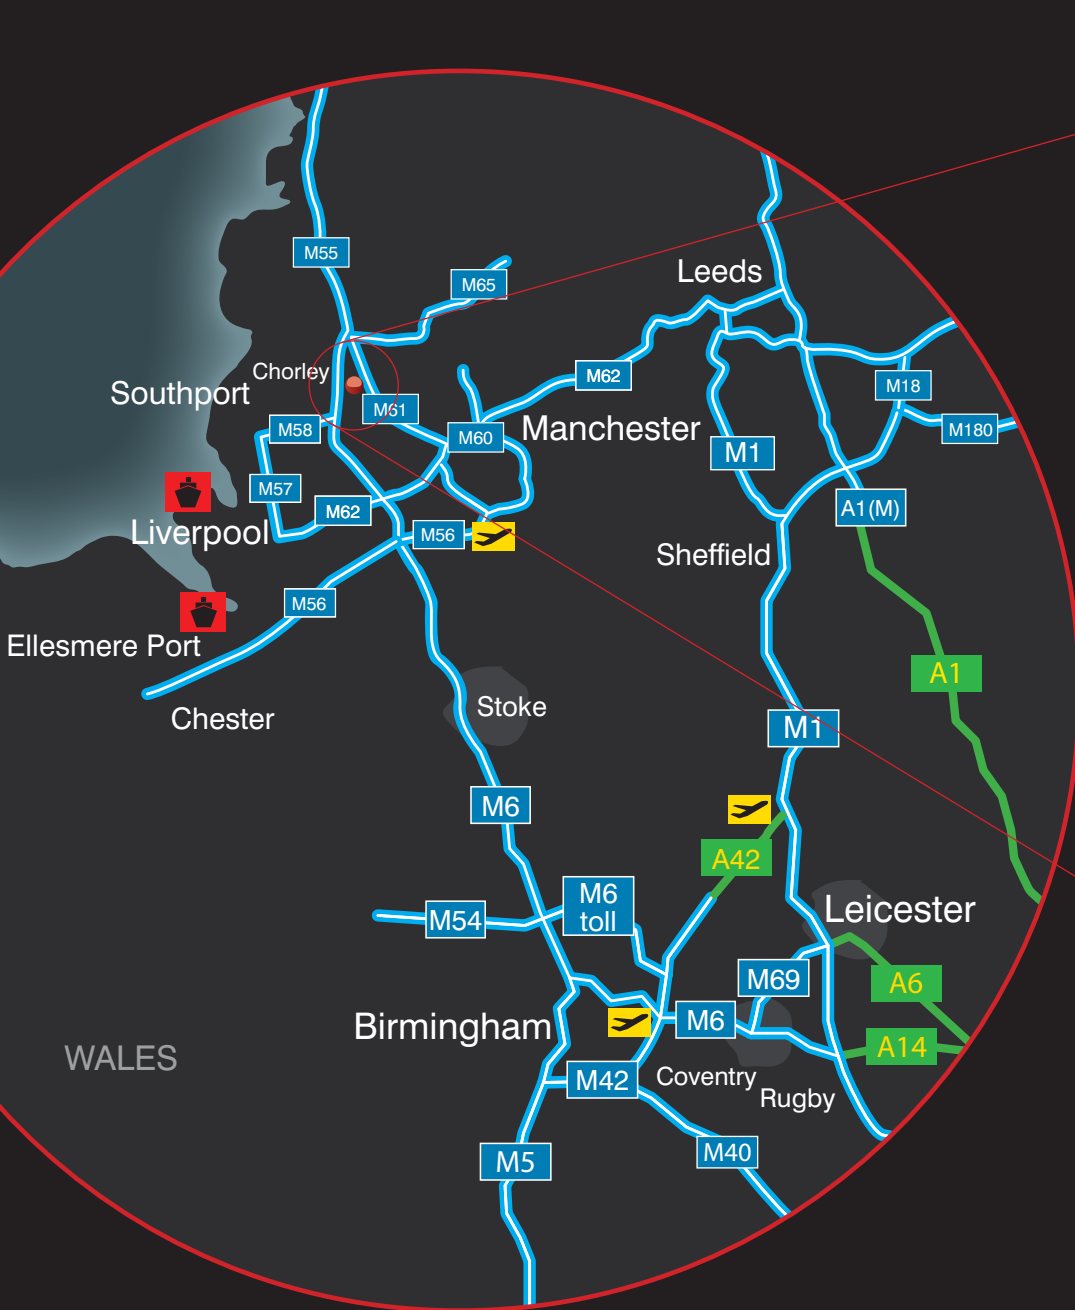 M55
Leeds
M65
Chorley
Southport
M62
M18
M61
M58
M60
Manchester
M180
M1
M57
M62
A1(M)
Liverpool
M56
Sheffield
M56
Ellesmere Port
A1
Chester
Stoke
M1
M6
A42
M6
toll
Leicester
M54
M69
A6
Birmingham
M6
A14
WALES
M42
Coventry
Rugby
M40
M5